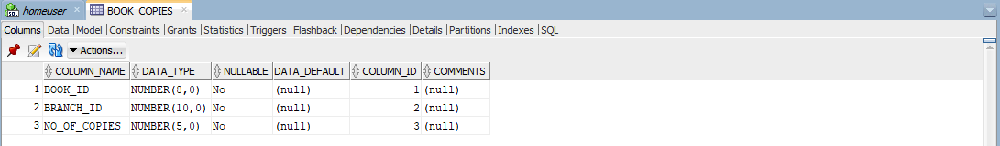 homeuser BOOK_COPIES
Columns Data Model Constraints Grants Statistics Triggers Flashback Dependencies Details Partitions Indexes SQL
Actions...
COLUMN_NAME DATA_TYPE NULLABLE DATA_DEFAULT COLUMN_ID COMMENTS
1 BOOK_ID NUMBER(8,0) No (null) 1 (null)
2 BRANCH_ID NUMBER(10,0) No (null) 2 (null)
3 NO_OF_COPIES NUMBER(5,0) No (null) 3 (null)